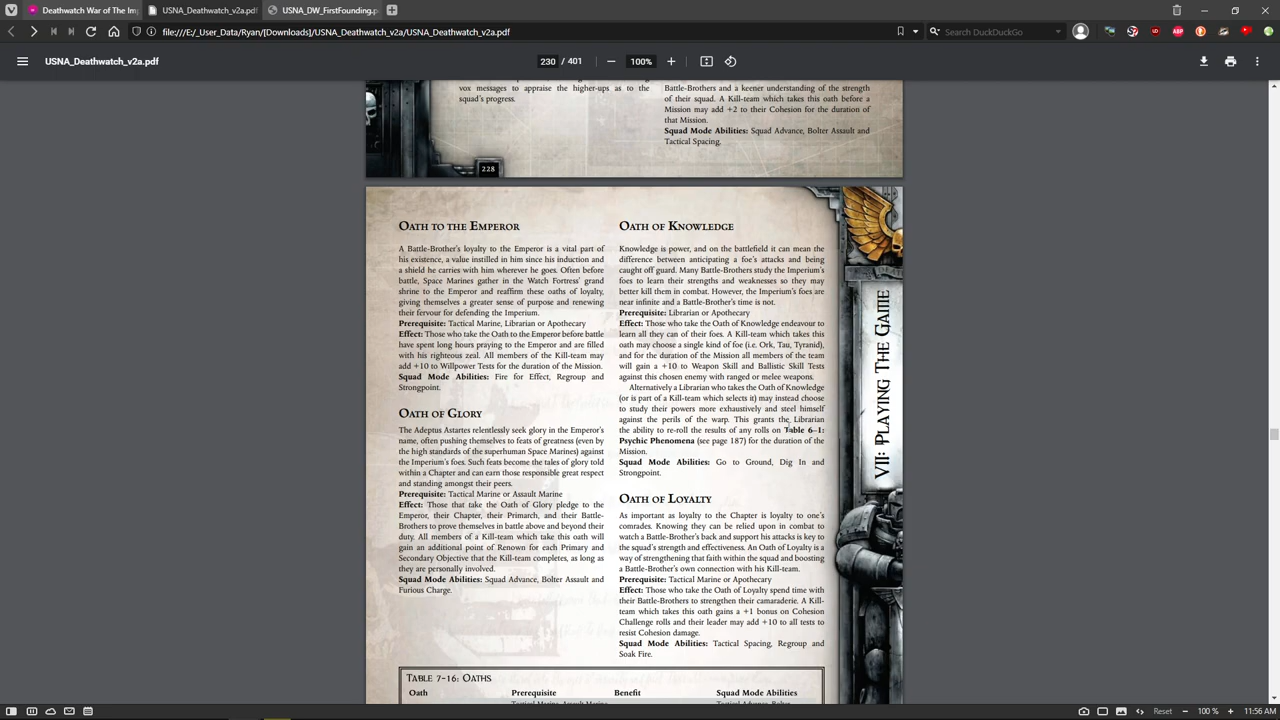 Deathwatch War of The Im
USNA_Deathwatch_v2a.pdf
USNA_DW_FirstFounding.p
file:///E:/_User_Data/Ryan/[Downloads]/USNA_Deathwatch_v2a/USNA_Deathwatch_v2a.pdf
Search DuckDuckGo
USNA_Deathwatch_v2a.pdf
230 / 401
100%
vox messages to appraise the higher-ups as to the
squad's progress.
Battle-Brothers and a keener understanding of the strength
of their squad. A Kill-team which takes this oath before a
Mission may add +2 to their Cohesion for the duration of
that Mission.
Squad Mode Abilities: Squad Advance, Bolter Assault and
Tactical Spacing.
228
Oath to the Emperor
A Battle-Brother's loyalty to the Emperor is a vital part of
his existence, a value instilled in him since his induction and
a shield he carries with him wherever he goes. Often before
battle, Space Marines gather in the Watch Fortress' grand
shrine to the Emperor and reaffirm these oaths of loyalty,
giving themselves a greater sense of purpose and renewing
their fervour for defending the Imperium.
Prerequisite: Tactical Marine, Librarian or Apothecary
Effect: Those who take the Oath to the Emperor before battle
have spent long hours praying to the Emperor and are filled
with his righteous zeal. All members of the Kill-team may
add +10 to Willpower Tests for the duration of the Mission.
Squad Mode Abilities: Fire for Effect, Regroup and
Strongpoint.
Oath of Glory
The Adeptus Astartes relentlessly seek glory in the Emperor's
name, often pushing themselves to feats of greatness (even by
the high standards of the superhuman Space Marines) against
the Imperium's foes. Such feats become the tales of glory told
within a Chapter and can earn those responsible great respect
and standing amongst their peers.
Prerequisite: Tactical Marine or Assault Marine
Effect: Those that take the Oath of Glory pledge to the
Emperor, their Chapter, their Primarch, and their Battle-
Brothers to prove themselves in battle above and beyond their
duty. All members of a Kill-team which take this oath will
gain an additional point of Renown for each Primary and
Secondary Objective that the Kill-team completes, as long as
they are personally involved.
Squad Mode Abilities: Squad Advance, Bolter Assault and
Furious Charge.
Oath of Knowledge
Knowledge is power, and on the battlefield it can mean the
difference between anticipating a foe's attacks and being
caught off guard. Many Battle-Brothers study the Imperium's
foes to learn their strengths and weaknesses so they may
better kill them in combat. However, the Imperium's foes are
near infinite and a Battle-Brother's time is not.
Prerequisite: Librarian or Apothecary
Effect: Those who take the Oath of Knowledge endeavour to
learn all they can of their foes. A Kill-team which takes this
oath may choose a single kind of foe (i.e. Ork, Tau, Tyranid),
and for the duration of the Mission all members of the team
will gain a +10 to Weapon Skill and Ballistic Skill Tests
against this chosen enemy with ranged or melee weapons.
Alternatively a Librarian who takes the Oath of Knowledge
(or is part of a Kill-team which selects it) may instead choose
to study their powers more exhaustively and steel himself
against the perils of the warp. This grants the Librarian
the ability to re-roll the results of any rolls on Table 6–1:
Psychic Phenomena (see page 187) for the duration of the
Mission.
Squad Mode Abilities: Go to Ground, Dig In and
Strongpoint.
Oath of Loyalty
As important as loyalty to the Chapter is loyalty to one's
comrades. Knowing they can be relied upon in combat to
watch a Battle-Brother's back and support his attacks is key to
the squad's strength and effectiveness. An Oath of Loyalty is a
way of strengthening that faith within the squad and boosting
a Battle-Brother's own connection with his Kill-team.
Prerequisite: Tactical Marine or Apothecary
Effect: Those who take the Oath of Loyalty spend time with
their Battle-Brothers to strengthen their camaraderie. A Kill-
team which takes this oath gains a +1 bonus on Cohesion
Challenge rolls and their leader may add +10 to all tests to
resist Cohesion damage.
Squad Mode Abilities: Tactical Spacing, Regroup and
Soak Fire.
VII: Playing The Game
Table 7-16: Oaths
Oath Prerequisite Benefit Squad Mode Abilities
Reset 100 % 11:56 AM